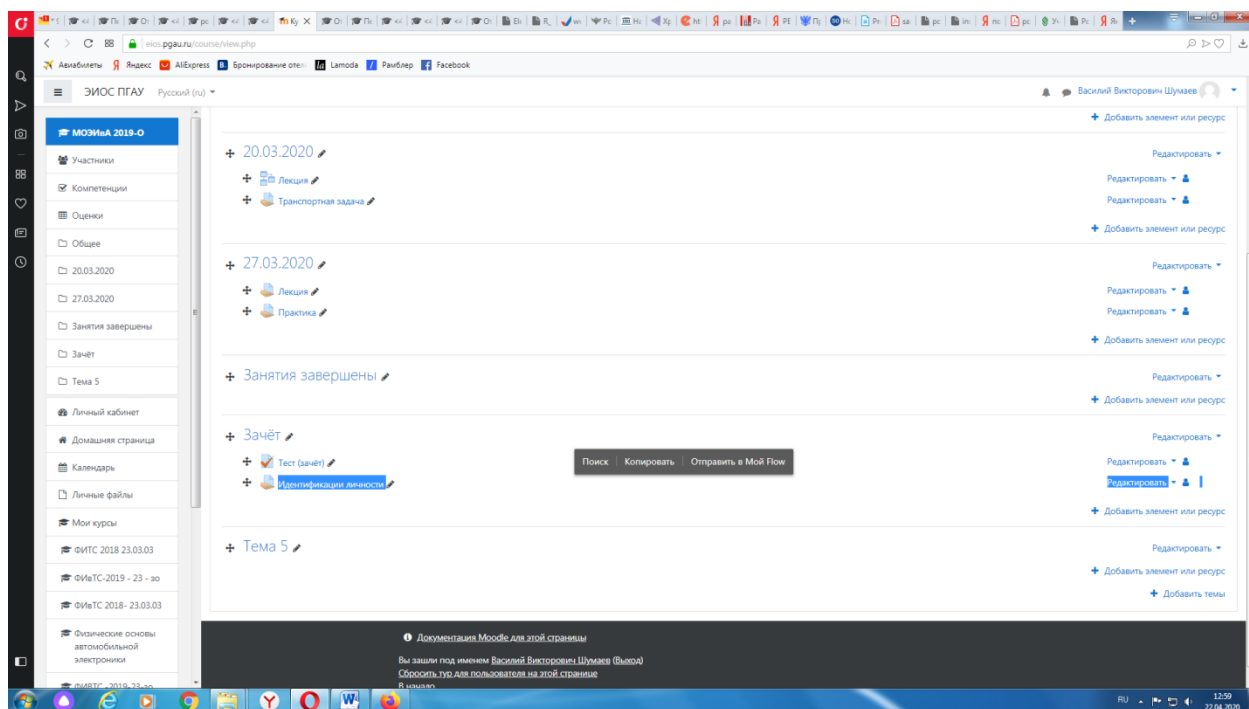 eios.pgau.ru/course/view.php
Авиабилеты Яндекс AliExpress Бронирование отел Lamoda Рамблер Facebook
ЭИОС ПГАУ Русский (ru)
Василий Викторович Шумаев
МОЭИвА 2019-О
Участники
Компетенции
Оценки
Общее
20.03.2020
27.03.2020
Занятия завершены
Зачёт
Тема 5
Личный кабинет
Домашняя страница
Календарь
Личные файлы
Мои курсы
ФИТС 2018 23.03.03
ФИвТС-2019 - 23 - зо
ФИвТС 2018- 23.03.03
Физические основы
автомобильной
электроники
Добавить элемент или ресурс
20.03.2020 Редактировать
Лекция Редактировать
Транспортная задача Редактировать
Добавить элемент или ресурс
27.03.2020 Редактировать
Лекция Редактировать
Практика Редактировать
Добавить элемент или ресурс
Занятия завершены Редактировать
Добавить элемент или ресурс
Зачёт Редактировать
Поиск Копировать Отправить в Мой Flow
Тест (зачёт) Редактировать
Идентификации личности Редактировать
Добавить элемент или ресурс
Тема 5 Редактировать
Добавить элемент или ресурс
Добавить темы
Документация Moodle для этой страницы
Вы зашли под именем Василий Викторович Шумаев (Выход)
Сбросить тур для пользователя на этой странице
В начало
RU 12:59
22.04.2020